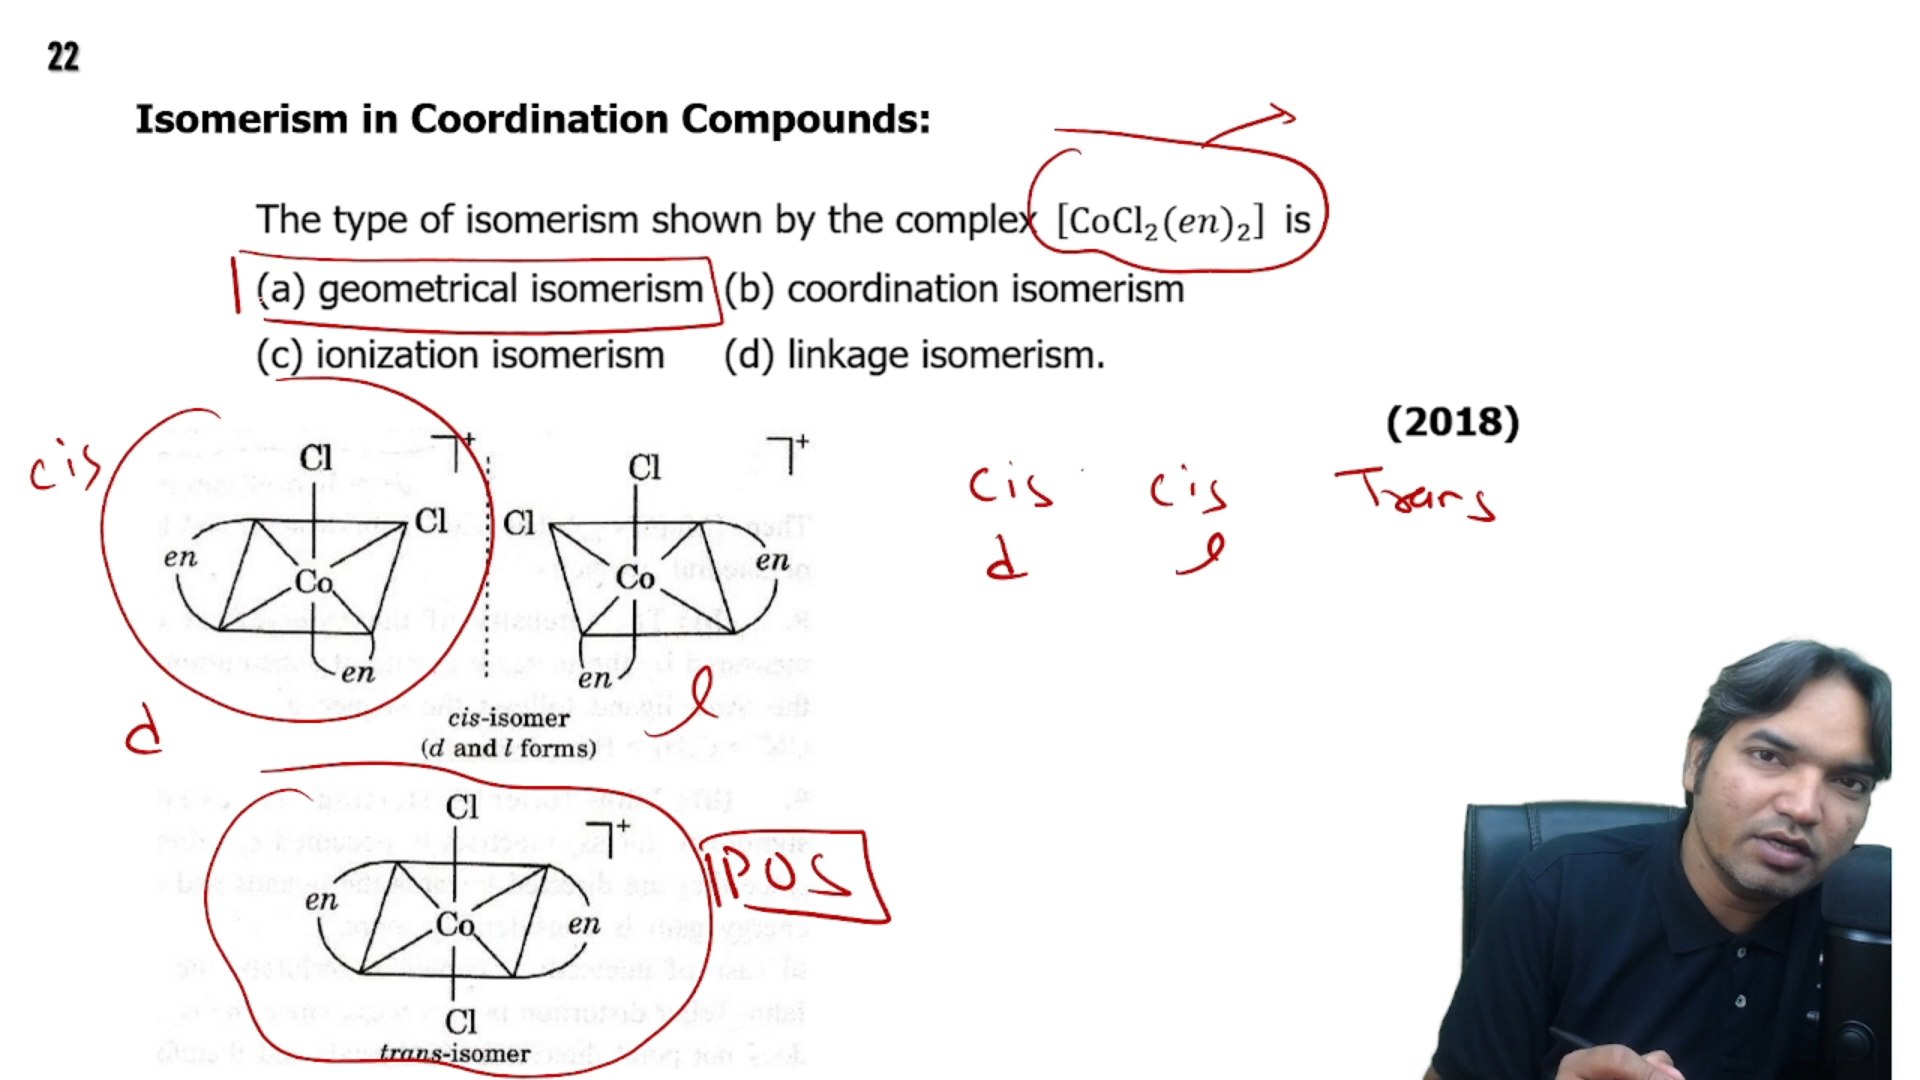 22
Isomerism in Coordination Compounds:
The type of isomerism shown by the complex [CoCl₂(en)₂] is
(a) geometrical isomerism (b) coordination isomerism
(c) ionization isomerism (d) linkage isomerism.
(2018)
cis
Cl
Cl
en
Co
en
]⁺
d
Cl
Cl
en
Co
en
]⁺
l
cis-isomer
(d and l forms)
cis cis Trans
d l
Cl
]⁺
en
Co
en
Cl
trans-isomer
POS